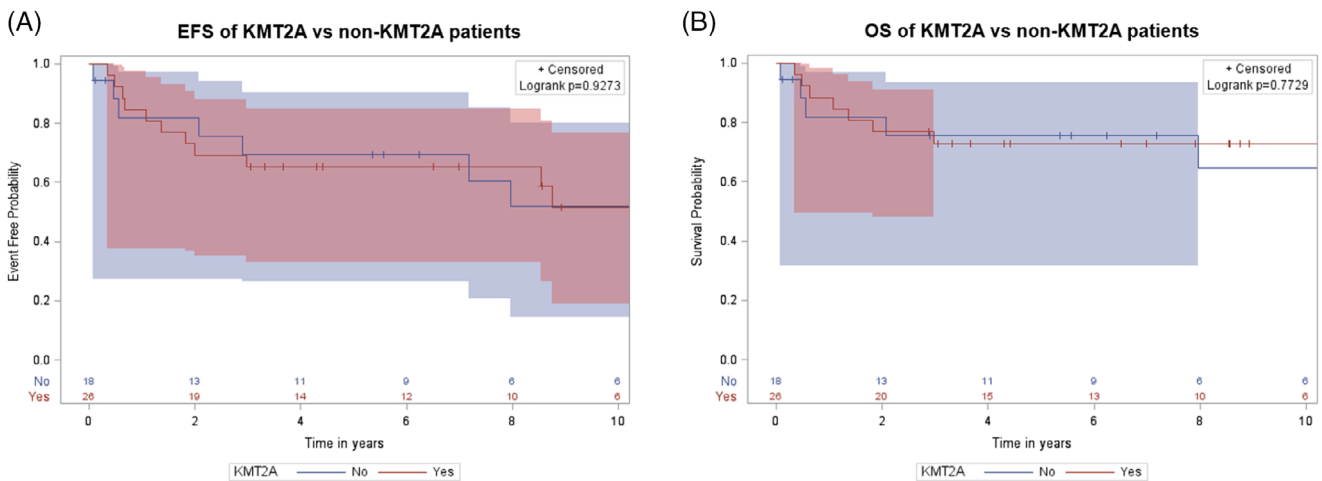 (A)
EFS of KMT2A vs non-KMT2A patients
+ Censored
Logrank p=0.9273
Event Free Probability
1.0
0.8
0.6
0.4
0.2
0.0
No 18 13 11 9 6 6
Yes 26 19 14 12 10 6
0 2 4 6 8 10
Time in years
KMT2A No Yes
(B)
OS of KMT2A vs non-KMT2A patients
+ Censored
Logrank p=0.7729
Survival Probability
1.0
0.8
0.6
0.4
0.2
0.0
No 18 13 11 9 6 6
Yes 26 20 15 13 10 6
0 2 4 6 8 10
Time in years
KMT2A No Yes